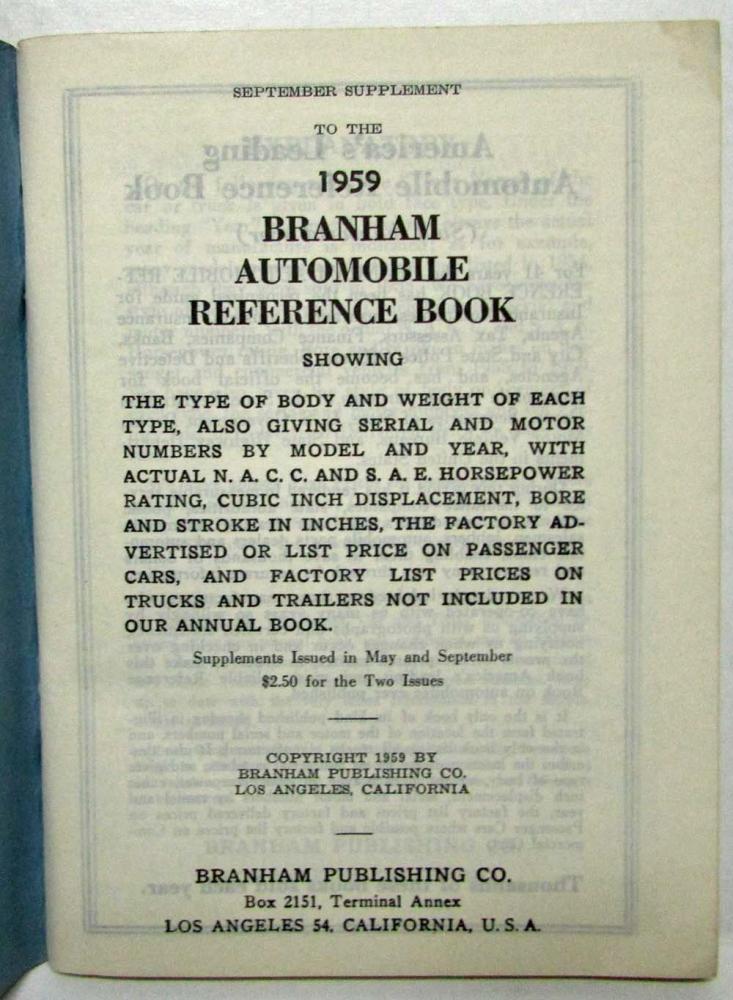 SEPTEMBER SUPPLEMENT
TO THE
1959
BRANHAM
AUTOMOBILE
REFERENCE BOOK
SHOWING
THE TYPE OF BODY AND WEIGHT OF EACH
TYPE, ALSO GIVING SERIAL AND MOTOR
NUMBERS BY MODEL AND YEAR, WITH
ACTUAL N. A. C. C. AND S. A. E. HORSEPOWER
RATING, CUBIC INCH DISPLACEMENT, BORE
AND STROKE IN INCHES, THE FACTORY AD-
VERTISED OR LIST PRICE ON PASSENGER
CARS, AND FACTORY LIST PRICES ON
TRUCKS AND TRAILERS NOT INCLUDED IN
OUR ANNUAL BOOK.
Supplements Issued in May and September
$2.50 for the Two Issues
COPYRIGHT 1959 BY
BRANHAM PUBLISHING CO.
LOS ANGELES, CALIFORNIA
BRANHAM PUBLISHING CO.
Box 2151, Terminal Annex
LOS ANGELES 54, CALIFORNIA, U. S. A.